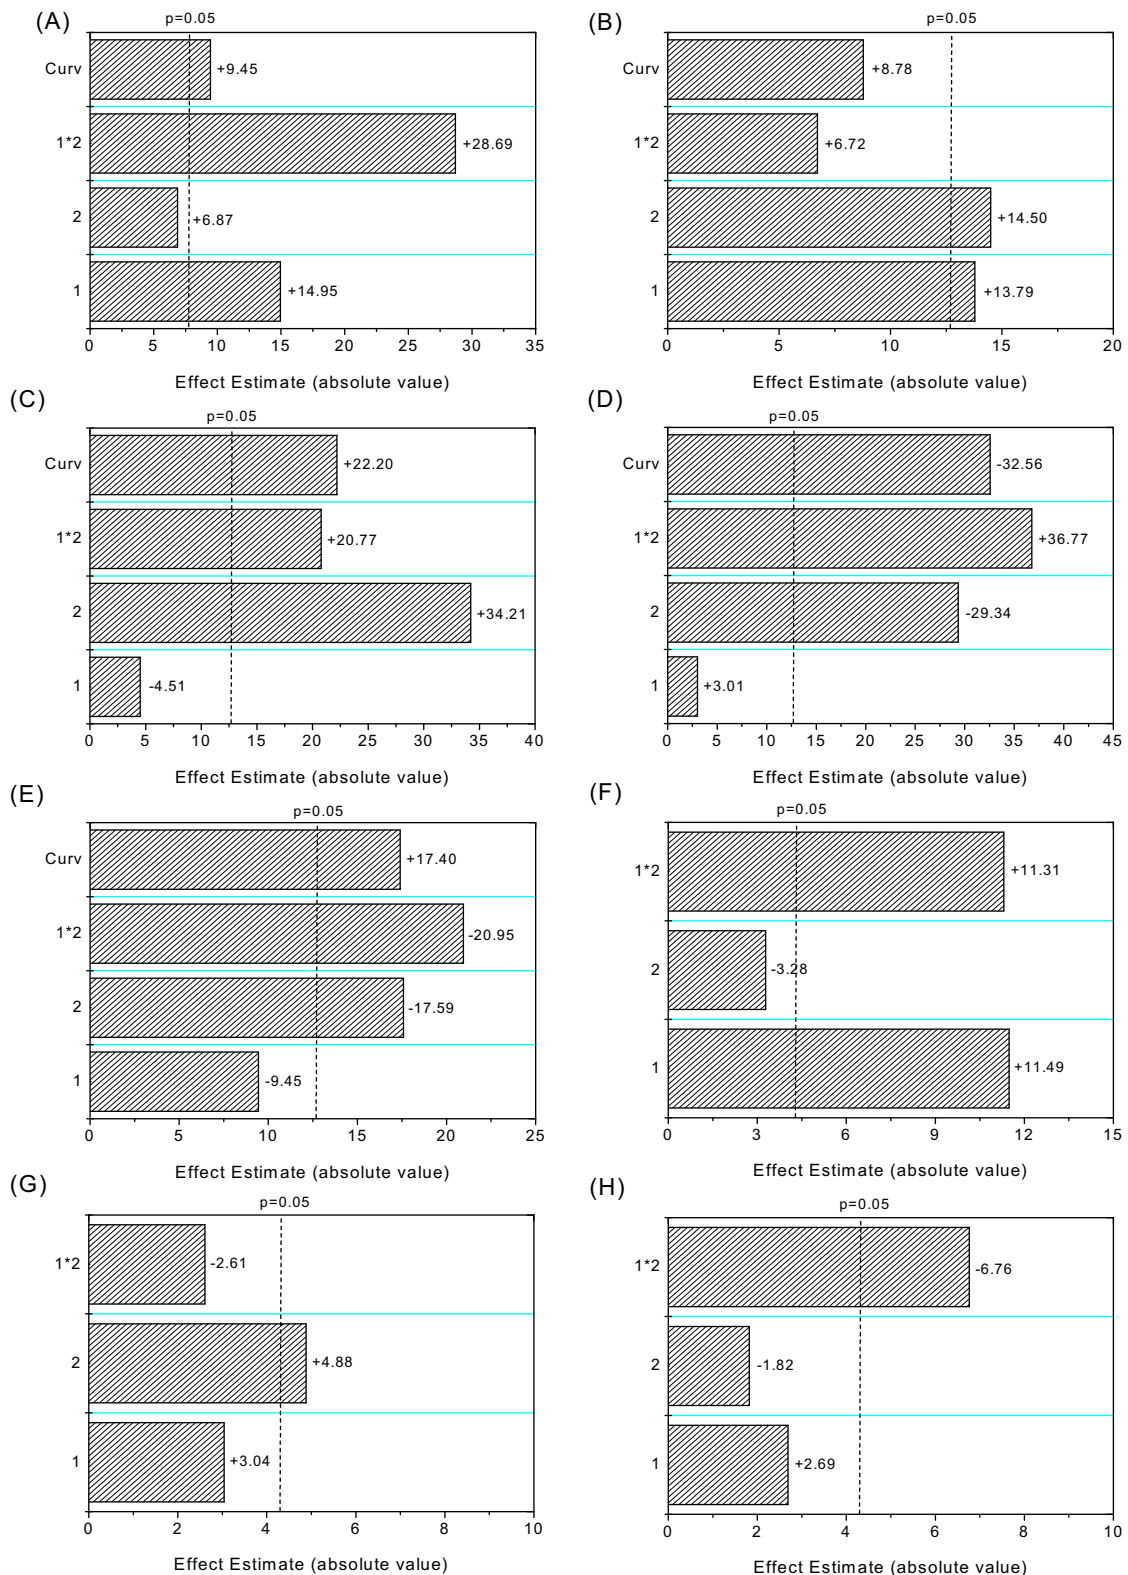 (A)
p=0.05
Curv
+9.45
1*2
+28.69
2
+6.87
1
+14.95
0 5 10 15 20 25 30 35
Effect Estimate (absolute value)
(B)
p=0.05
Curv
+8.78
1*2
+6.72
2
+14.50
1
+13.79
0 5 10 15 20
Effect Estimate (absolute value)
(C)
p=0.05
Curv
+22.20
1*2
+20.77
2
+34.21
1
-4.51
0 5 10 15 20 25 30 35 40
Effect Estimate (absolute value)
(D)
p=0.05
Curv
-32.56
1*2
+36.77
2
-29.34
1
+3.01
0 5 10 15 20 25 30 35 40 45
Effect Estimate (absolute value)
(E)
p=0.05
Curv
+17.40
1*2
-20.95
2
-17.59
1
-9.45
0 5 10 15 20 25
Effect Estimate (absolute value)
(F)
p=0.05
1*2
+11.31
2
-3.28
1
+11.49
0 3 6 9 12 15
Effect Estimate (absolute value)
(G)
p=0.05
1*2
-2.61
2
+4.88
1
+3.04
0 2 4 6 8 10
Effect Estimate (absolute value)
(H)
p=0.05
1*2
-6.76
2
-1.82
1
+2.69
0 2 4 6 8 10
Effect Estimate (absolute value)